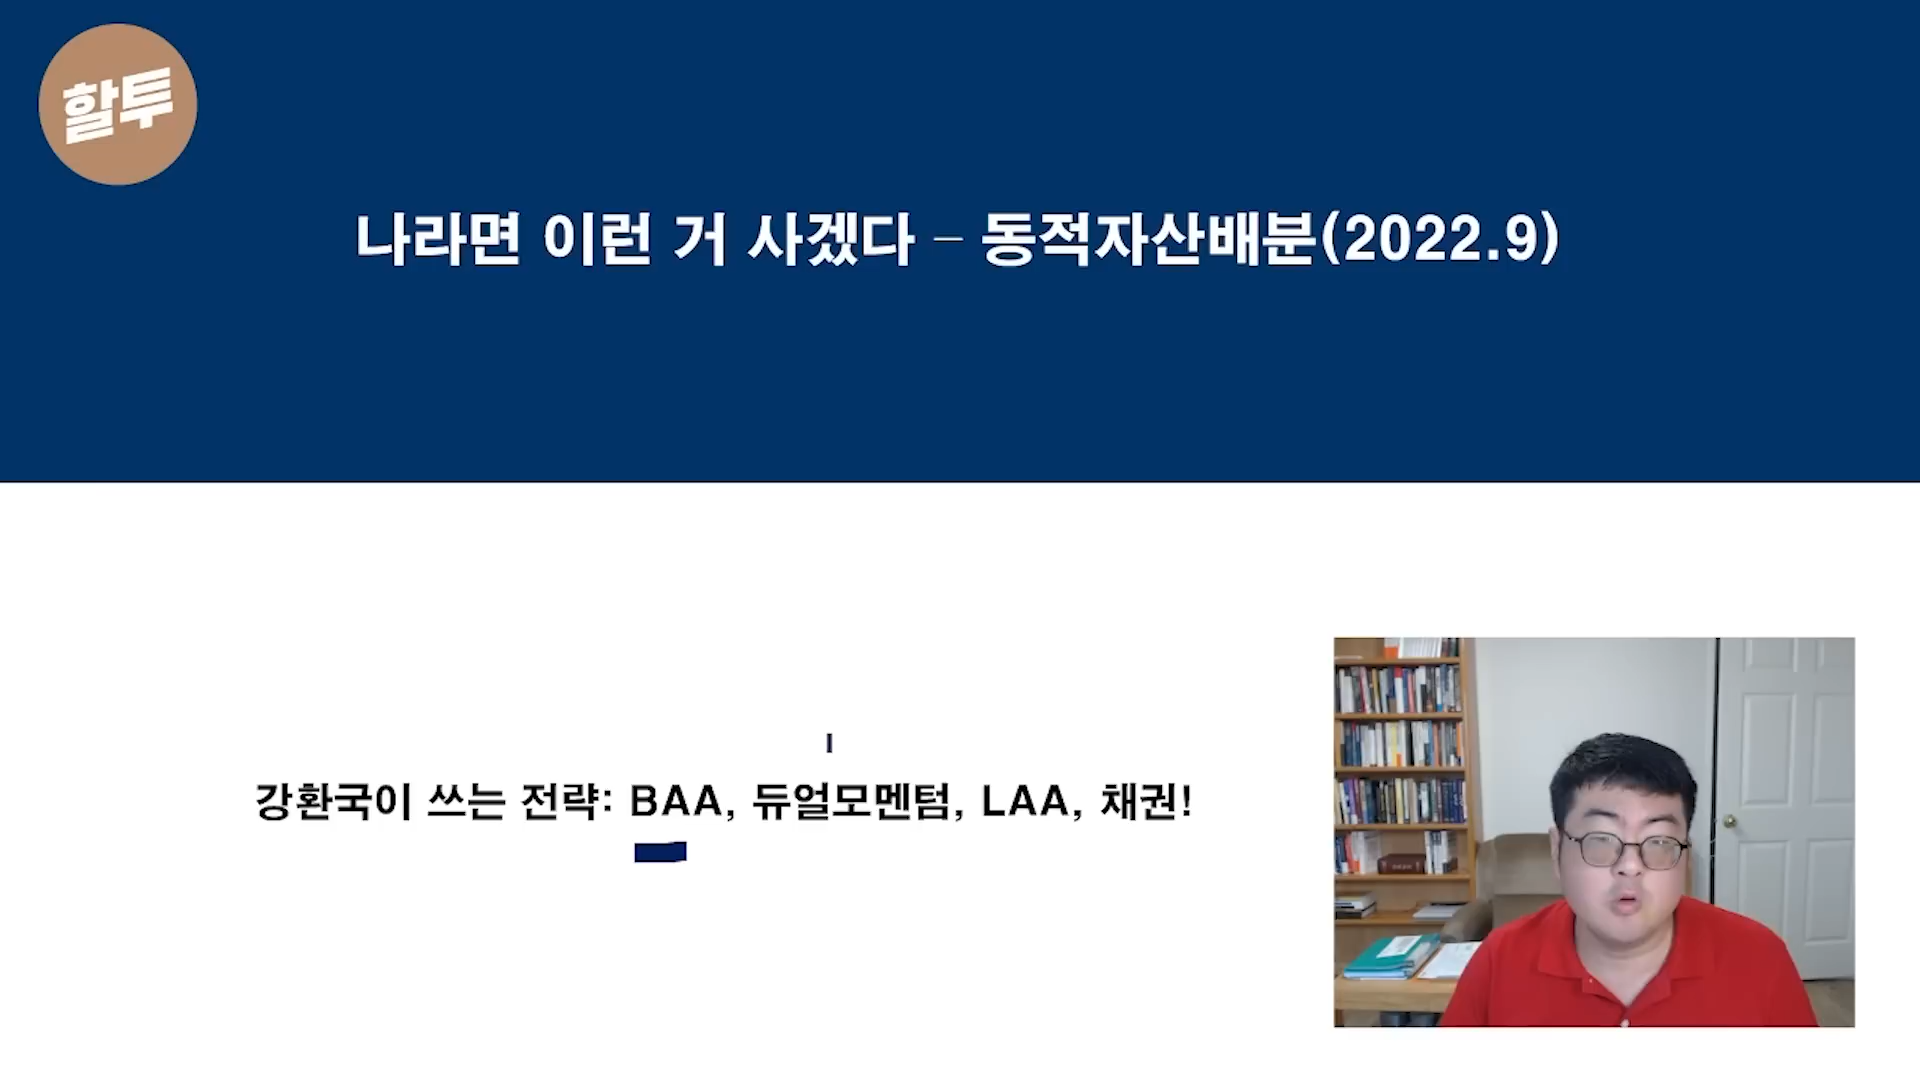 할투
나라면 이런 거 사겠다 – 동적자산배분(2022.9)
강환국이 쓰는 전략: BAA, 듀얼모멘텀, LAA, 채권!